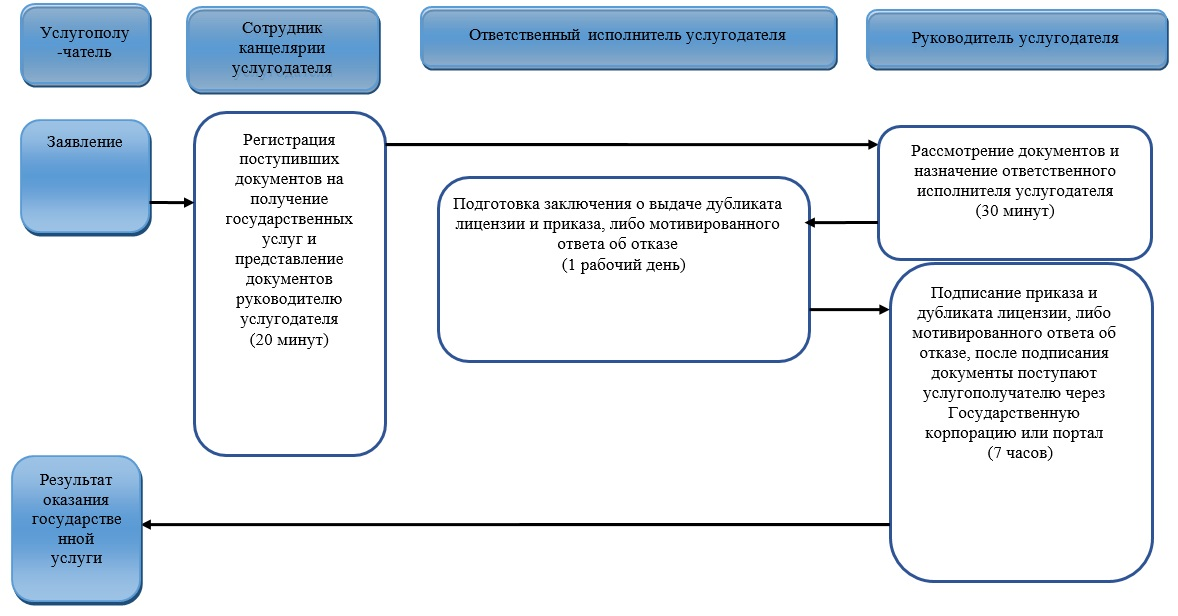 Услугополу
-чатель
Сотрудник
канцелярии
услугодателя
Ответственный исполнитель услугодателя
Руководитель услугодателя
Заявление
Регистрация
поступивших
документов на
получение
государственных
услуг и
представление
документов
руководителю
услугодателя
(20 минут)
Рассмотрение документов и
назначение ответственного
исполнителя услугодателя
(30 минут)
Подготовка заключения о выдаче дубликата
лицензии и приказа, либо мотивированного
ответа об отказе
(1 рабочий день)
Подписание приказа и
дубликата лицензии, либо
мотивированного ответа об
отказе, после подписания
документы поступают
услугополучателю через
Государственную
корпорацию или портал
(7 часов)
Результат
оказания
государстве
нной
услуги